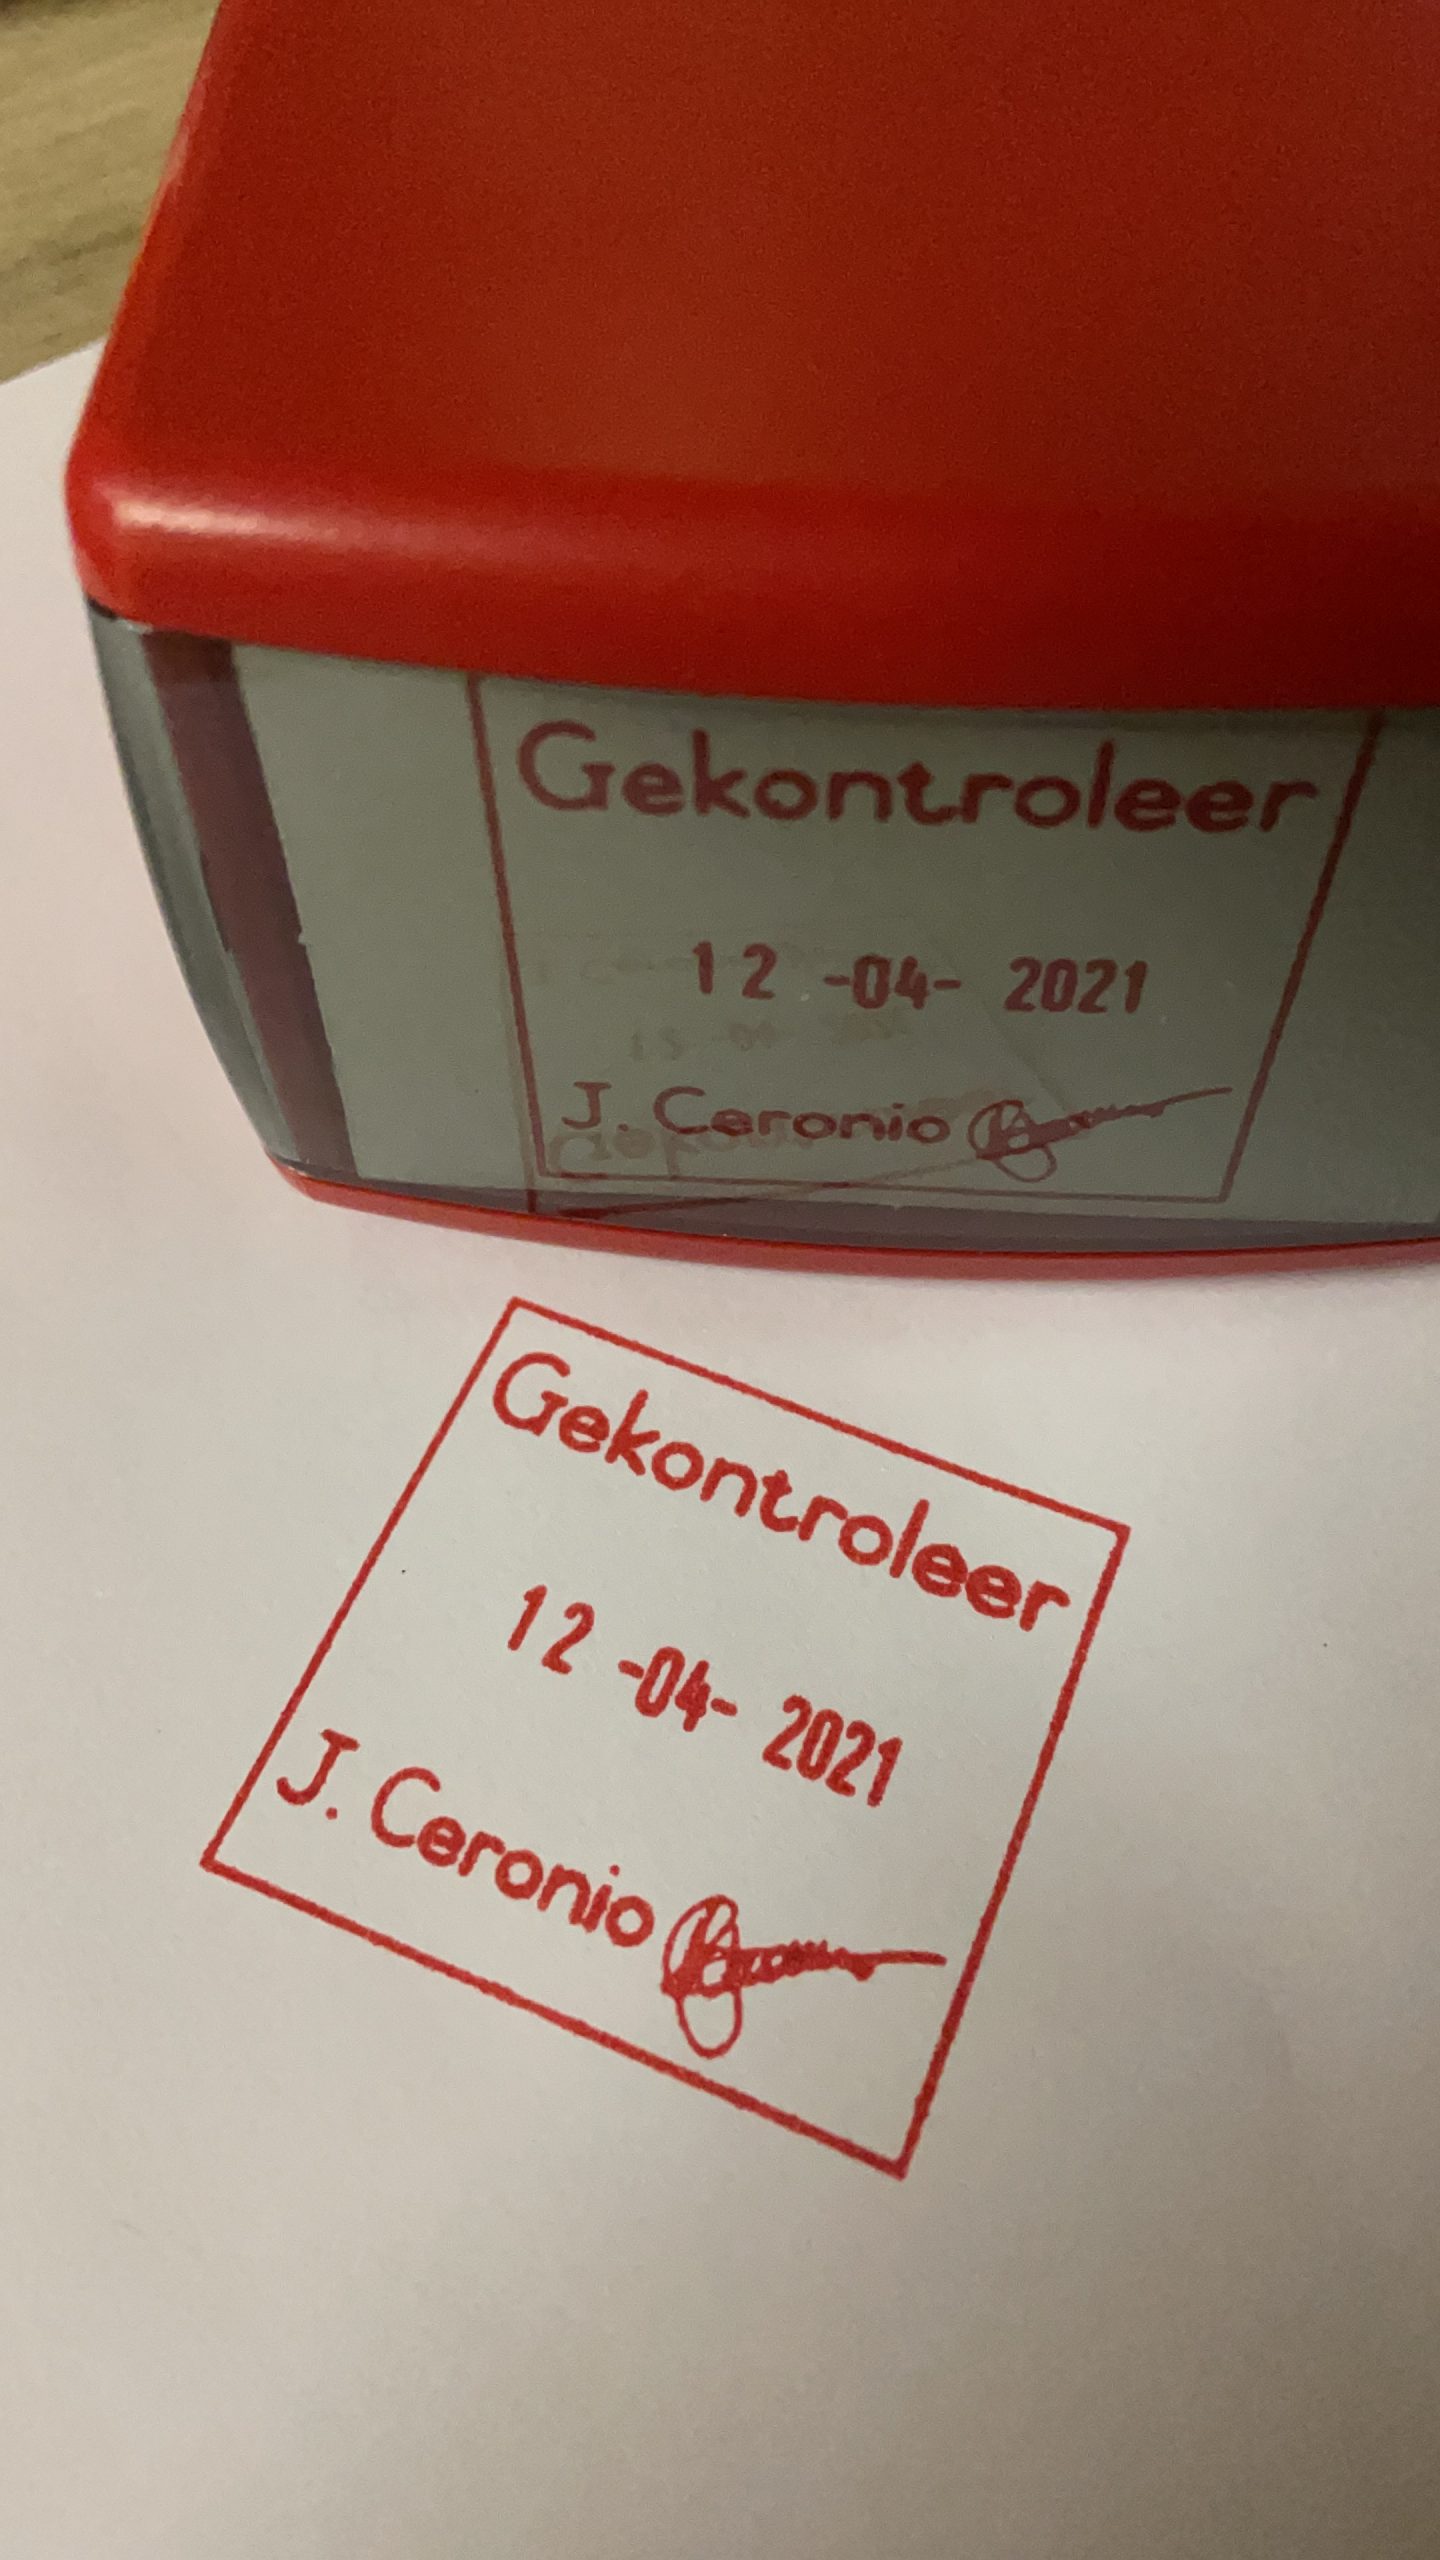 Gekontroleer
12 -04- 2021
J. Ceronio
Gekontroleer
12 -04- 2021
J. Ceronio